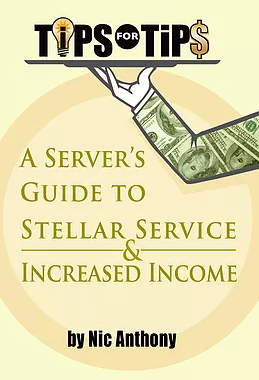 TIPS FOR TIP$
A SERVER'S
GUIDE TO
STELLAR SERVICE
&
INCREASED INCOME
by Nic Anthony